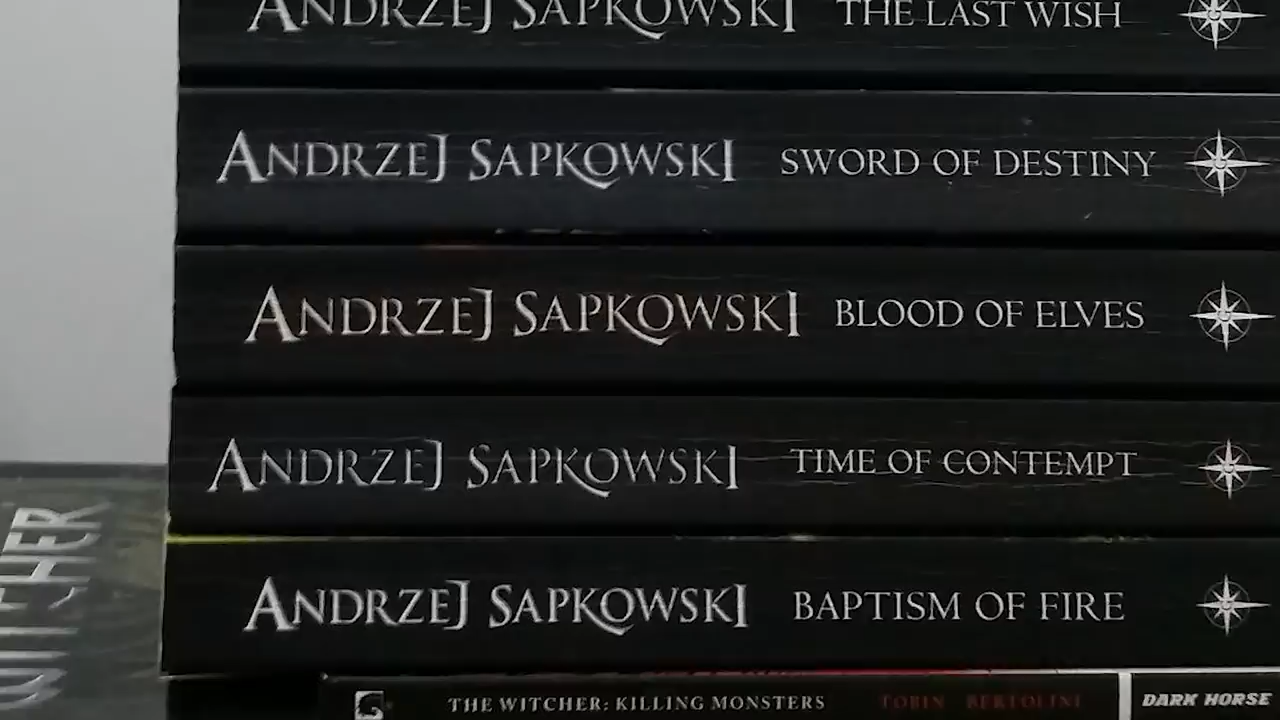 ANDRZEJ SAPKOWSKI THE LAST WISH
ANDRZEJ SAPKOWSKI SWORD OF DESTINY
ANDRZEJ SAPKOWSKI BLOOD OF ELVES
ANDRZEJ SAPKOWSKI TIME OF CONTEMPT
ANDRZEJ SAPKOWSKI BAPTISM OF FIRE
THE WITCHER: KILLING MONSTERS TOBIN BERTOLINI DARK HORSE
WITCHER